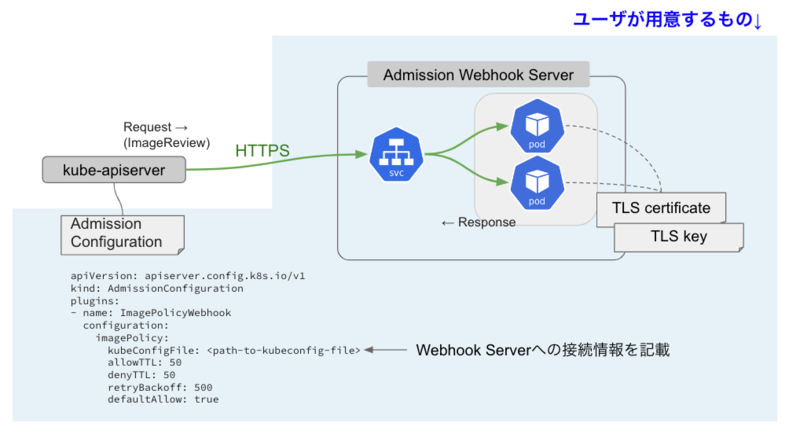 ユーザが用意するもの↓
Admission Webhook Server
Request →
(ImageReview)
HTTPS
kube-apiserver
svc
pod
pod
← Response
TLS certificate
TLS key
Admission
Configuration
apiVersion: apiserver.config.k8s.io/v1
kind: AdmissionConfiguration
plugins:
- name: ImagePolicyWebhook
  configuration:
    imagePolicy:
      kubeConfigFile: <path-to-kubeconfig-file>
      allowTTL: 50
      denyTTL: 50
      retryBackoff: 500
      defaultAllow: true
Webhook Serverへの接続情報を記載